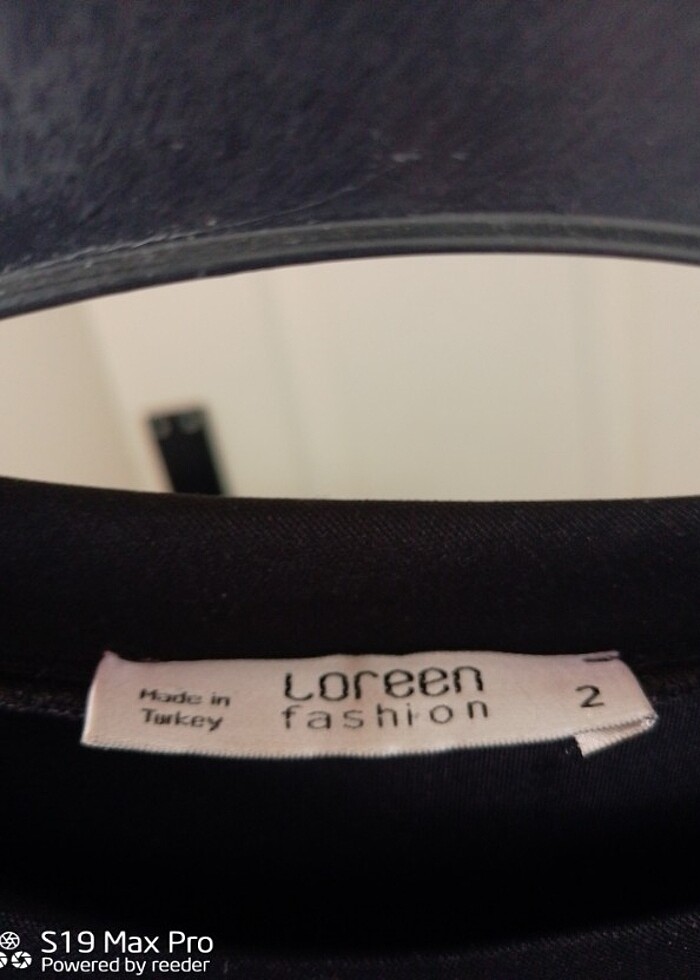 Made in
Turkey
Loreen
fashion
2
S19 Max Pro
Powered by reeder